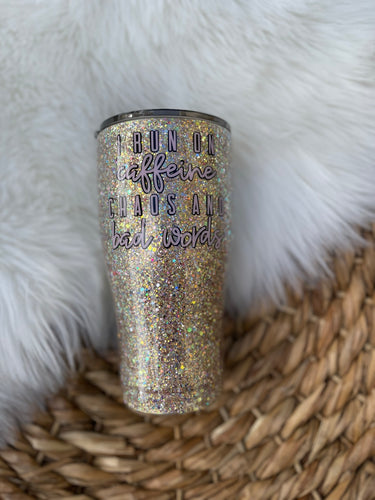 I RUN ON
caffeine
CHAOS AND
bad words